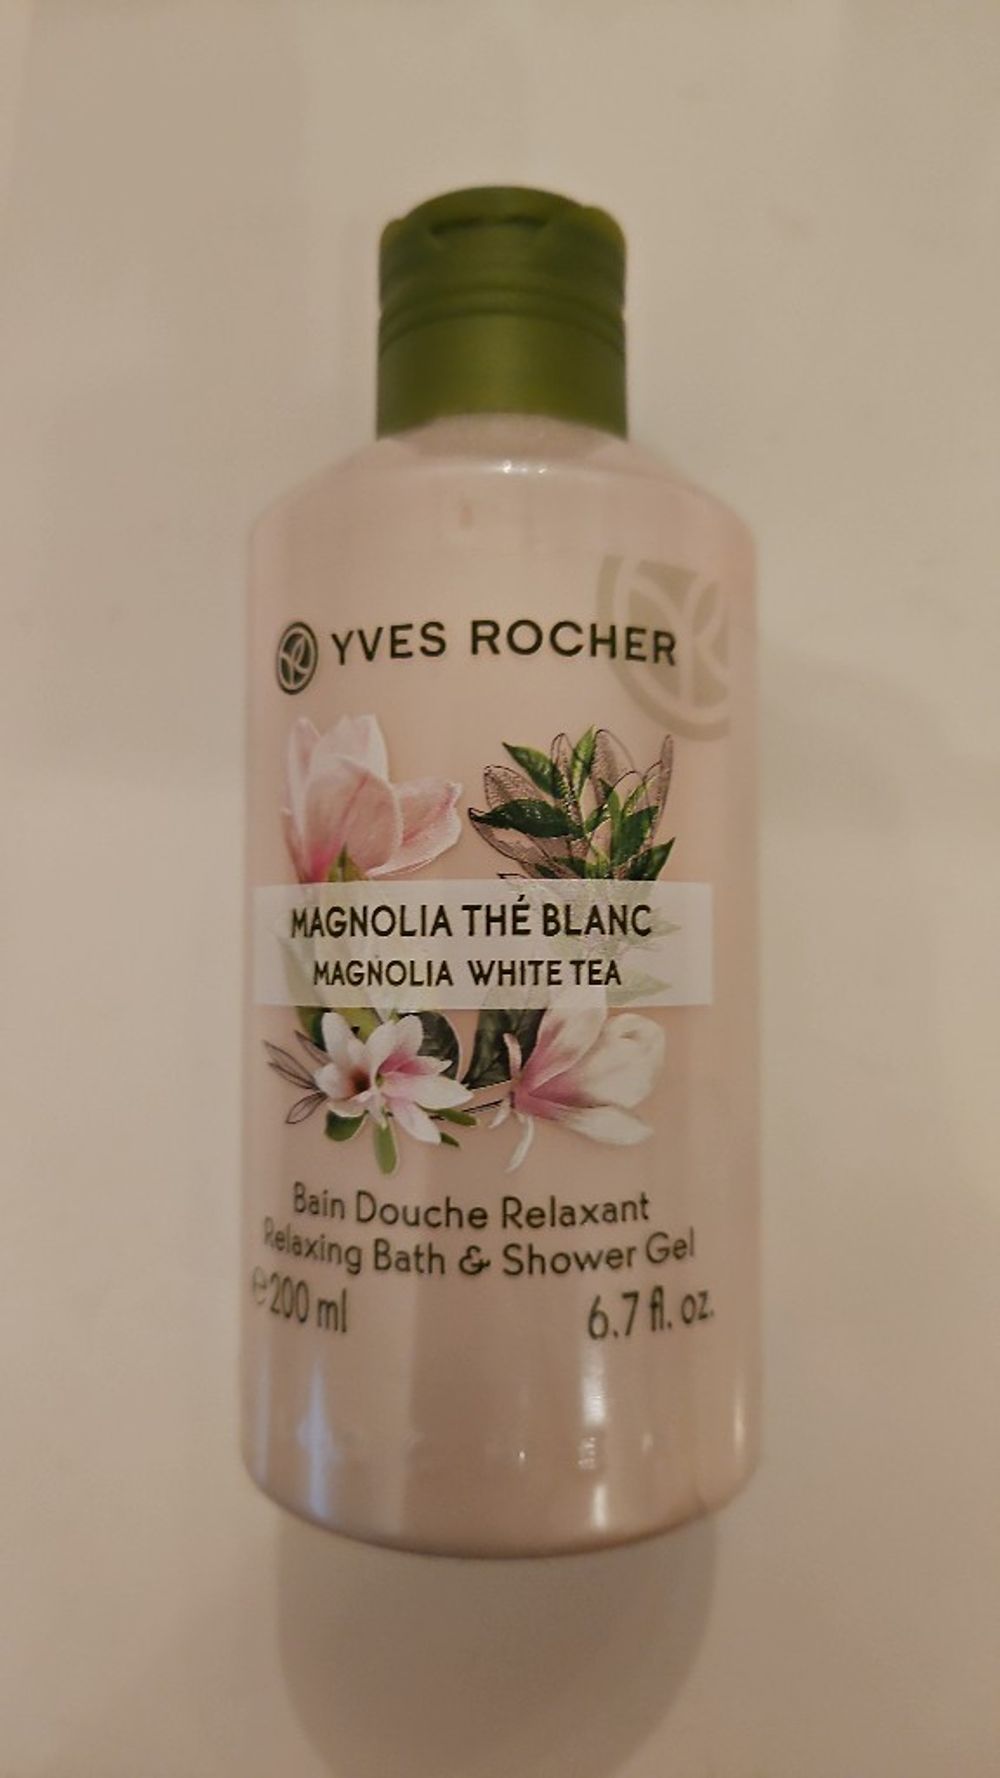 YVES ROCHER
MAGNOLIA THÉ BLANC
MAGNOLIA WHITE TEA
Bain Douche Relaxant
Relaxing Bath & Shower Gel
℮200 ml 6.7 fl. oz.